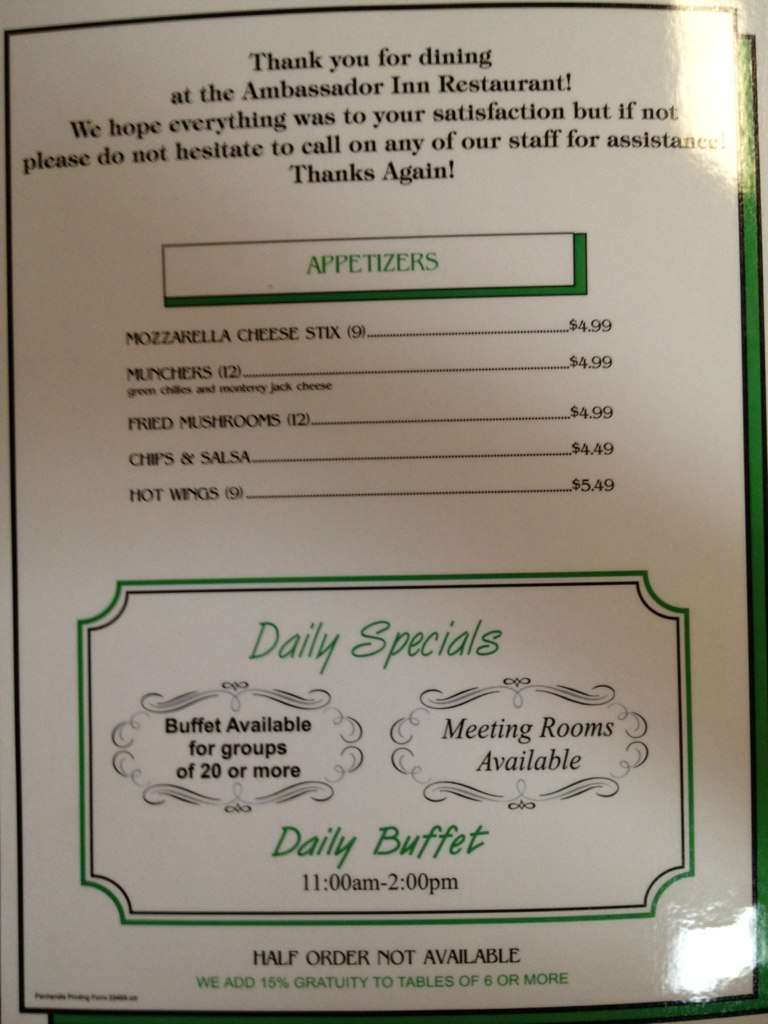 Thank you for dining
at the Ambassador Inn Restaurant!
We hope everything was to your satisfaction but if not
please do not hesitate to call on any of our staff for assistance!
Thanks Again!
APPETIZERS
MOZZARELLA CHEESE STIX (9)..........$4.99
MUNCHERS (12)..........$4.99
green chilies and monterey jack cheese
FRIED MUSHROOMS (12)..........$4.99
CHIPS & SALSA..........$4.49
HOT WINGS (9)..........$5.49
Daily Specials
Buffet Available
for groups
of 20 or more
Meeting Rooms
Available
Daily Buffet
11:00am-2:00pm
HALF ORDER NOT AVAILABLE
WE ADD 15% GRATUITY TO TABLES OF 6 OR MORE